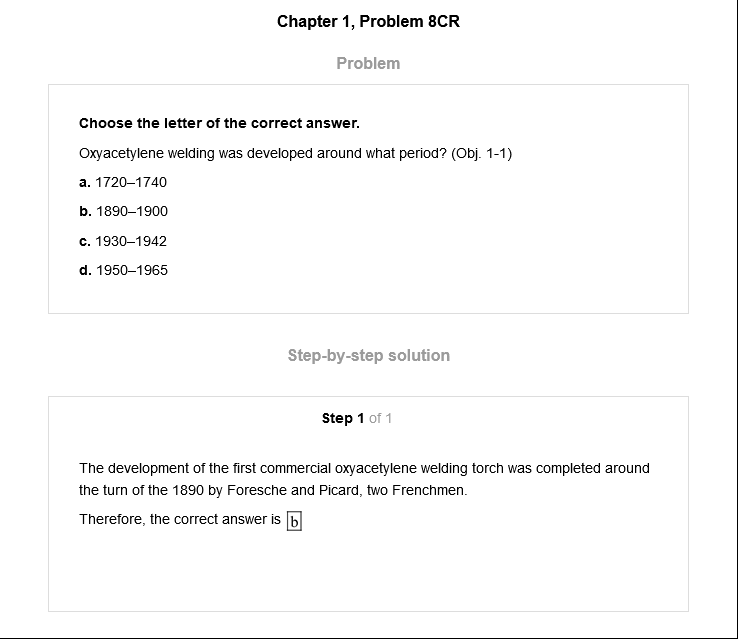 Chapter 1, Problem 8CR
Problem
Choose the letter of the correct answer.
Oxyacetylene welding was developed around what period? (Obj. 1-1)
a. 1720–1740
b. 1890–1900
c. 1930–1942
d. 1950–1965
Step-by-step solution
Step 1 of 1
The development of the first commercial oxyacetylene welding torch was completed around
the turn of the 1890 by Foresche and Picard, two Frenchmen.
Therefore, the correct answer is b